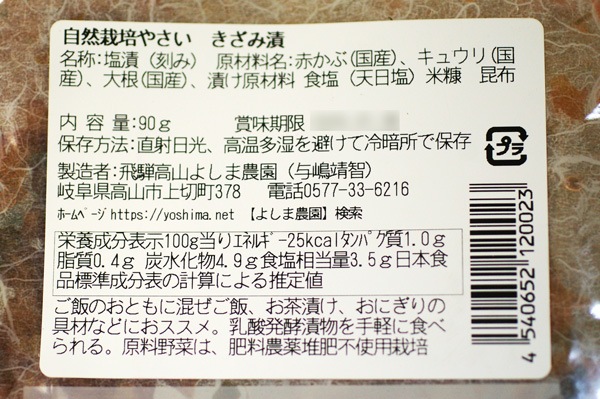 自然栽培やさい　きざみ漬
名称:塩漬（刻み）　原材料名:赤かぶ(国産)、キュウリ(国
産)、大根(国産)、漬け原材料 食塩（天日塩）米糠　昆布
内 容 量:90g　　賞味期限
保存方法:直射日光、高温多湿を避けて冷暗所で保存
プラ
製造者:飛騨高山よしま農園（与嶋靖智）
岐阜県高山市上切町378　電話0577-33-6216
ﾎｰﾑﾍﾟｰｼﾞhttps://yoshima.net 【よしま農園】検索
栄養成分表示100g当りｴﾈﾙｷﾞｰ25kcalﾀﾝﾊﾟｸ質1.0g
脂質0.4g 炭水化物4.9g食塩相当量3.5g日本食
品標準成分表の計算による推定値
ご飯のおともに混ぜご飯、お茶漬け、おにぎりの
具材などにおススメ。乳酸発酵漬物を手軽に食べ
られる。原料野菜は、肥料農薬堆肥不使用栽培
4 540652 120023